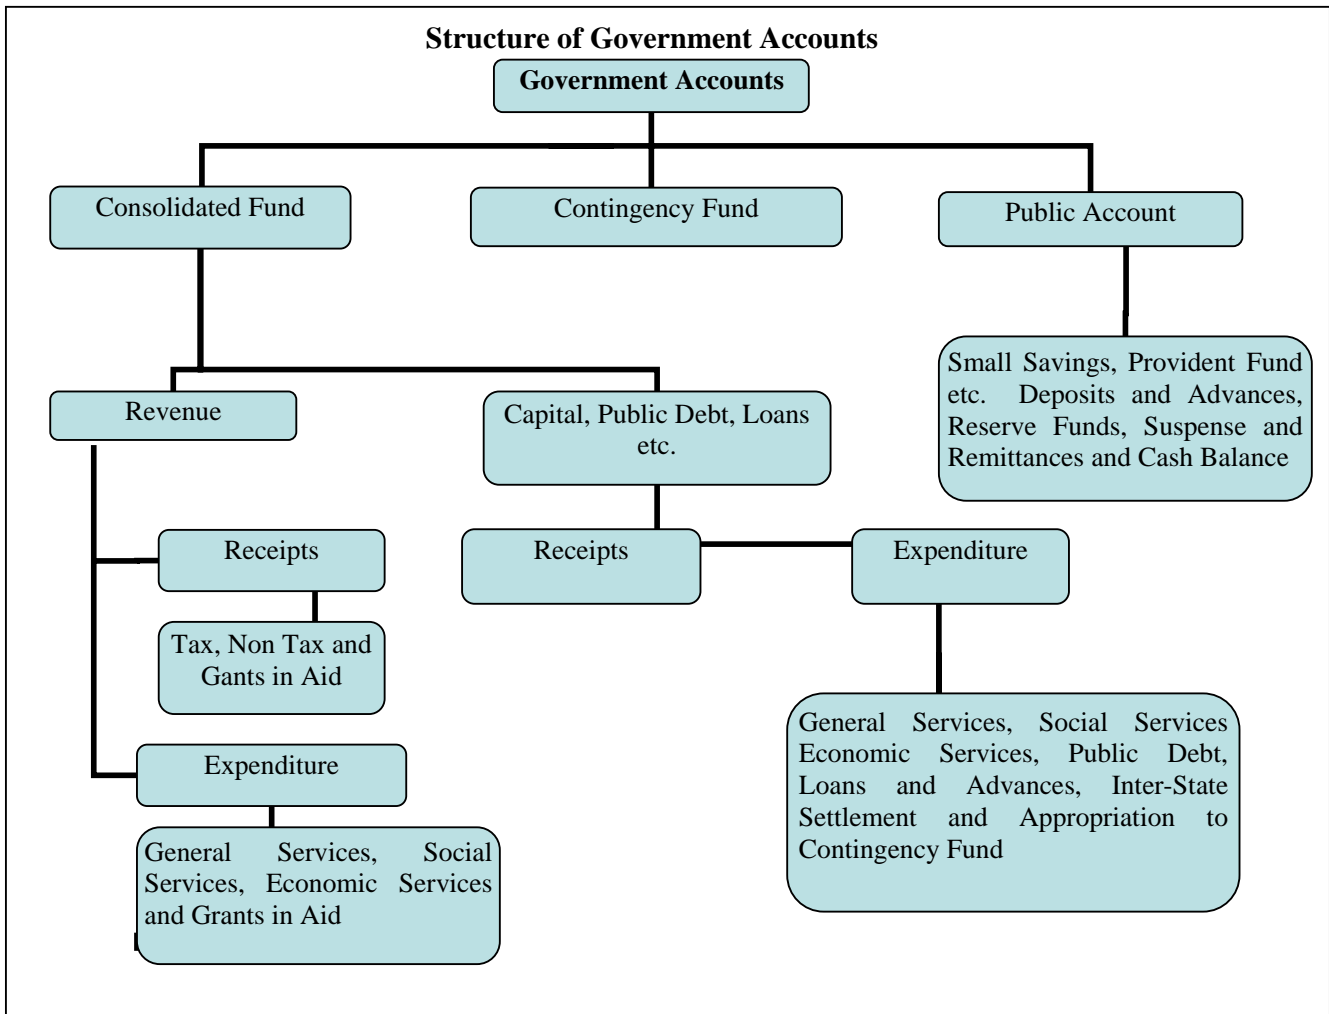 Structure of Government Accounts
Government Accounts
Consolidated Fund
Contingency Fund
Public Account
Small Savings, Provident Fund
etc. Deposits and Advances,
Reserve Funds, Suspense and
Remittances and Cash Balance
Revenue
Capital, Public Debt, Loans
etc.
Receipts
Tax, Non Tax and
Gants in Aid
Expenditure
General Services, Social
Services, Economic Services
and Grants in Aid
Receipts
Expenditure
General Services, Social Services
Economic Services, Public Debt,
Loans and Advances, Inter-State
Settlement and Appropriation to
Contingency Fund